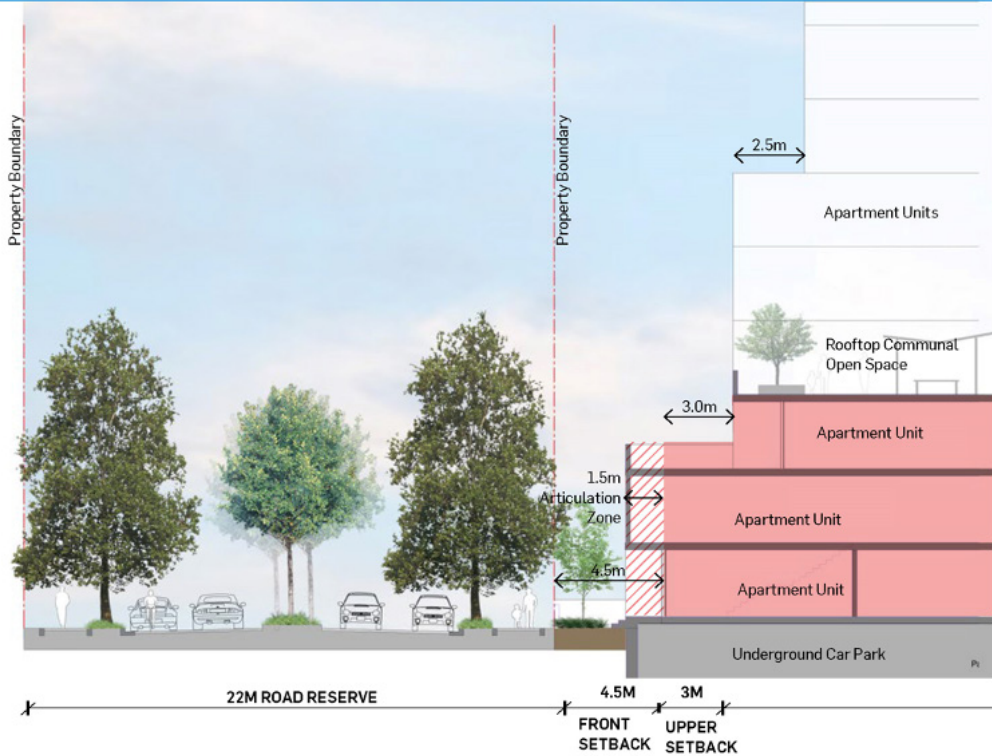 Property Boundary
Property Boundary
2.5m
Apartment Units
Rooftop Communal
Open Space
3.0m
Apartment Unit
1.5m
Articulation
Zone
Apartment Unit
4.5m
Apartment Unit
Underground Car Park
22M ROAD RESERVE
4.5M
3M
FRONT
SETBACK
UPPER
SETBACK